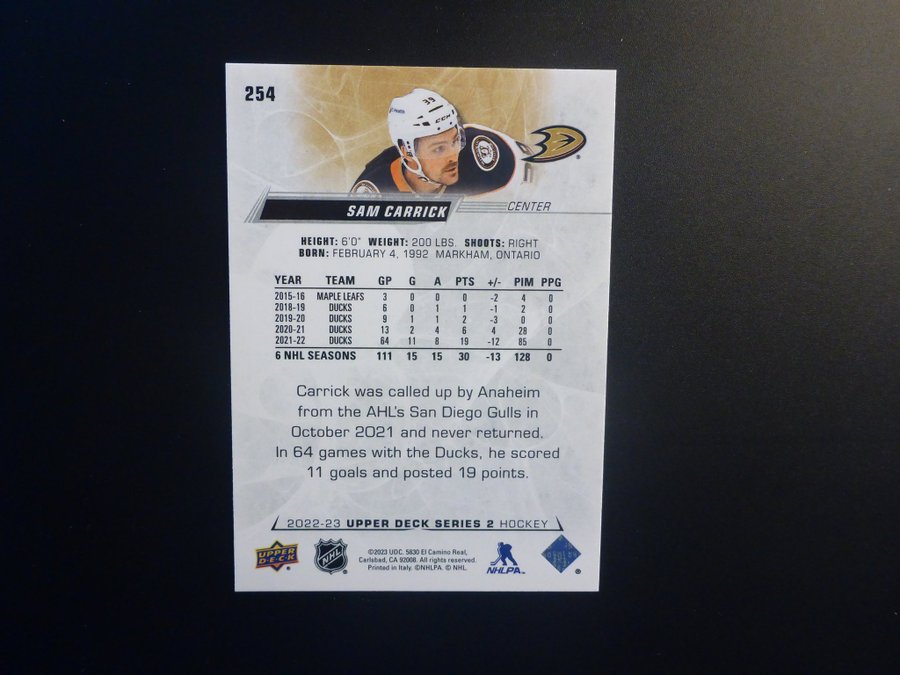 254
39
CCM
SAM CARRICK
CENTER
HEIGHT: 6'0" WEIGHT: 200 LBS. SHOOTS: RIGHT
BORN: FEBRUARY 4, 1992 MARKHAM, ONTARIO
YEAR TEAM GP G A PTS +/- PIM PPG
2015-16 MAPLE LEAFS 3 0 0 0 -2 4 0
2018-19 DUCKS 6 0 1 1 -1 2 0
2019-20 DUCKS 9 1 1 2 -3 0 0
2020-21 DUCKS 13 2 4 6 4 28 0
2021-22 DUCKS 64 11 8 19 -12 85 0
6 NHL SEASONS 111 15 15 30 -13 128 0
Carrick was called up by Anaheim
from the AHL's San Diego Gulls in
October 2021 and never returned.
In 64 games with the Ducks, he scored
11 goals and posted 19 points.
2022-23 UPPER DECK SERIES 2 HOCKEY
UPPER DECK
NHL
©2023 UDC. 5830 El Camino Real,
Carlsbad, CA 92008. All rights reserved.
Printed in Italy. ©NHLPA. © NHL.
NHLPA